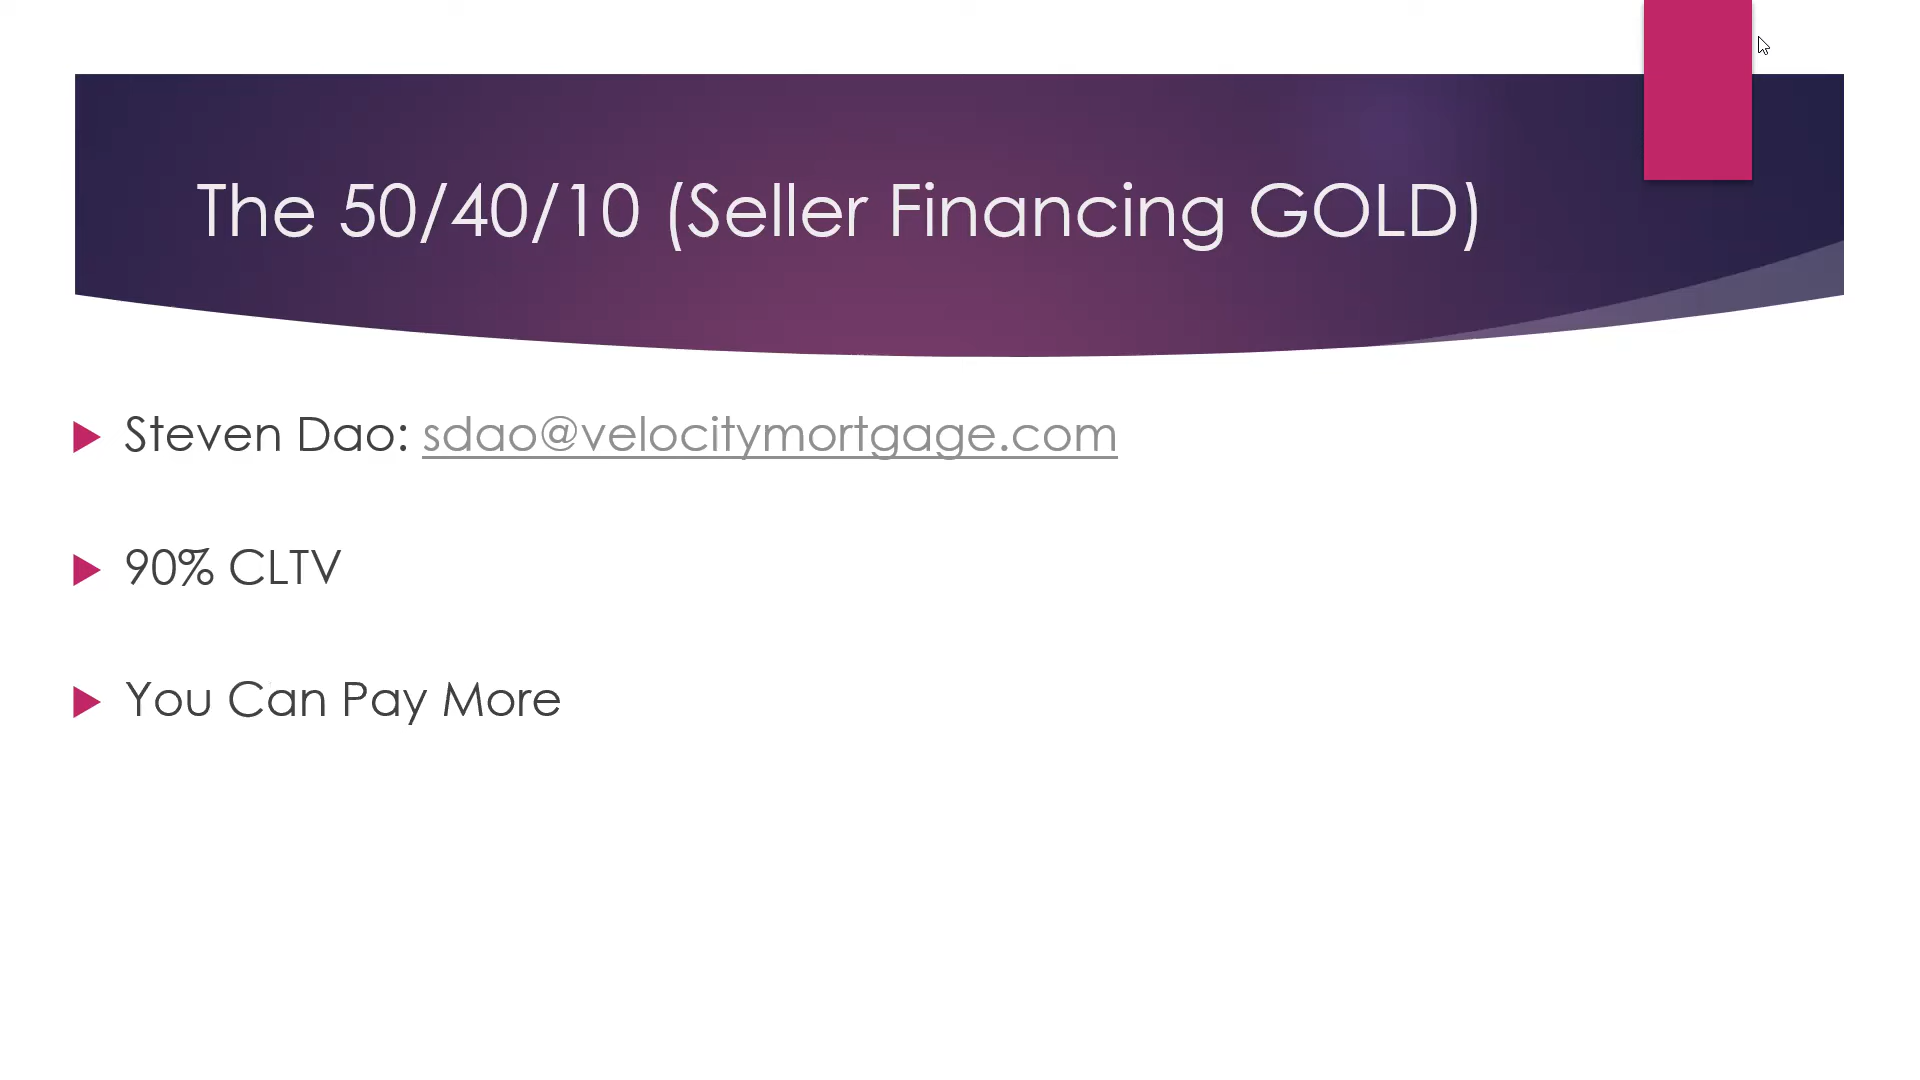 The 50/40/10 (Seller Financing GOLD)
Steven Dao: sdao@velocitymortgage.com
90% CLTV
You Can Pay More